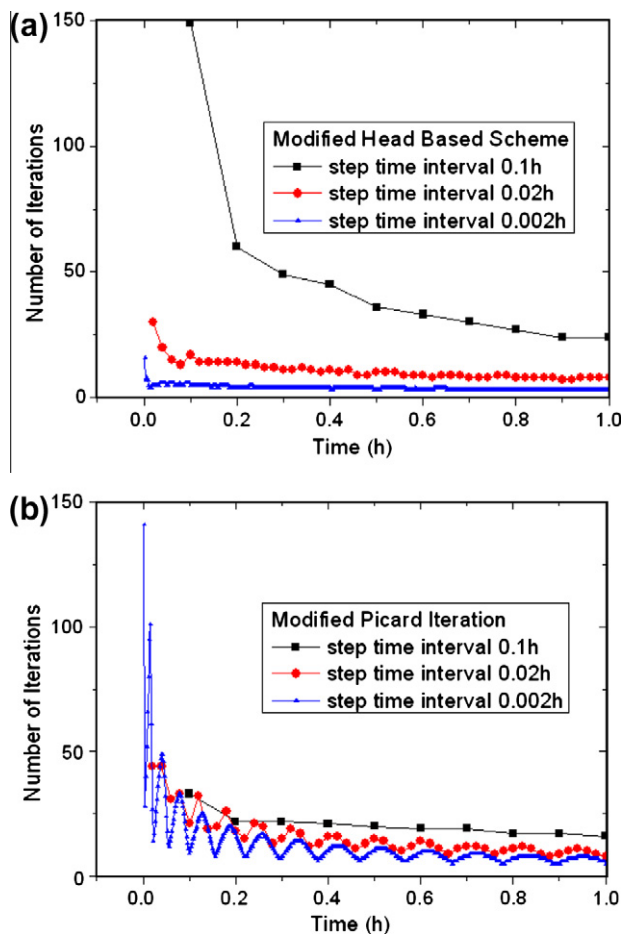 (a)
150
100
50
0
Number of Iterations
Modified Head Based Scheme
step time interval 0.1h
step time interval 0.02h
step time interval 0.002h
0.0 0.2 0.4 0.6 0.8 1.0
Time (h)
(b)
150
100
50
0
Number of Iterations
Modified Picard Iteration
step time interval 0.1h
step time interval 0.02h
step time interval 0.002h
0.0 0.2 0.4 0.6 0.8 1.0
Time (h)